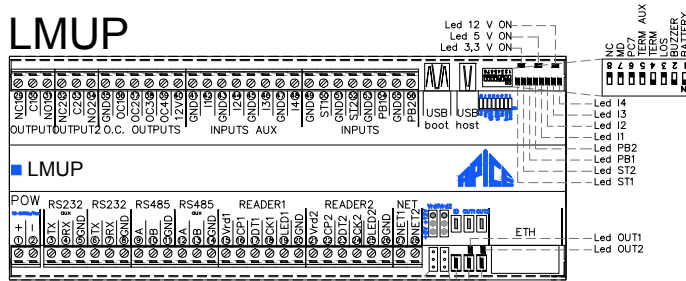 LMUP
Led 12 V ON
Led 5 V ON
Led 3,3 V ON
NC
MD
PC7
TERM AUX
TERM
LOS
BUZZER
BATTERY
8 7 6 5 4 3 2 1
NC1 C1 NO1 NC2 C2 NO2 OC1 OC2 OC3 OC4 12V GND I1 GND I2 GND I3 GND I4 GND ST1 GND ST2 GND PB1 GND PB2
OUTPUT1 OUTPUT2 O.C. OUTPUTS INPUTS AUX INPUTS
USB boot
USB host
Led I4
Led I3
Led I2
Led I1
Led PB2
Led PB1
Led ST2
Led ST1
LMUP
APICE
POW RS232 RS232 aux RS485 RS485 aux READER1 READER2 NET
+ − TX RX GND TX RX GND A B GND A B GND Vrd1 CP1 DT1 CK1 LED1 GND Vrd2 CP2 DT2 CK2 LED2 GND NET1 NET2
Vrd1 Vrd2
OUT1 OUT2
ETH
Led OUT1
Led OUT2